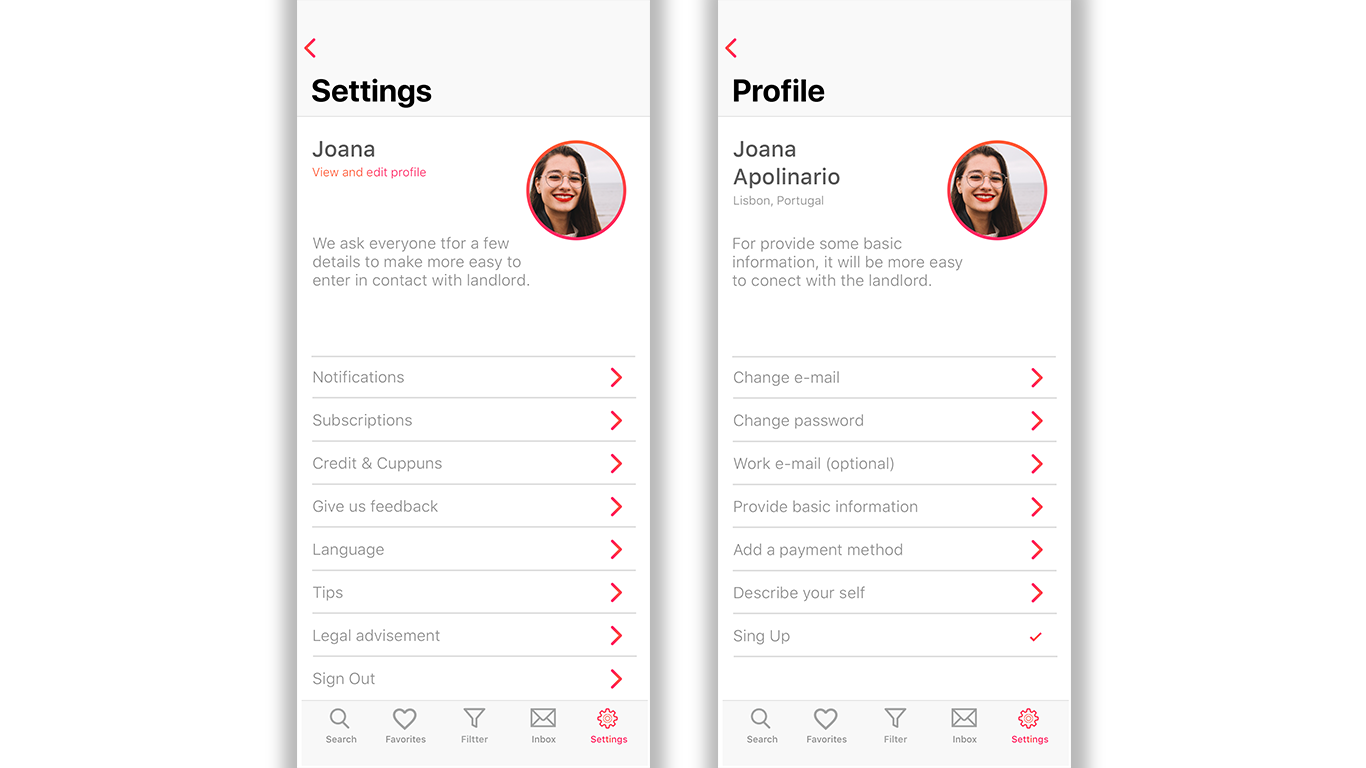 Settings
Joana
View and edit profile
We ask everyone tfor a few
details to make more easy to
enter in contact with landlord.
Notifications
Subscriptions
Credit & Cuppuns
Give us feedback
Language
Tips
Legal advisement
Sign Out
Search Favorites Filtter Inbox Settings
Profile
Joana
Apolinario
Lisbon, Portugal
For provide some basic
information, it will be more easy
to conect with the landlord.
Change e-mail
Change password
Work e-mail (optional)
Provide basic information
Add a payment method
Describe your self
Sing Up
Search Favorites Filter Inbox Settings